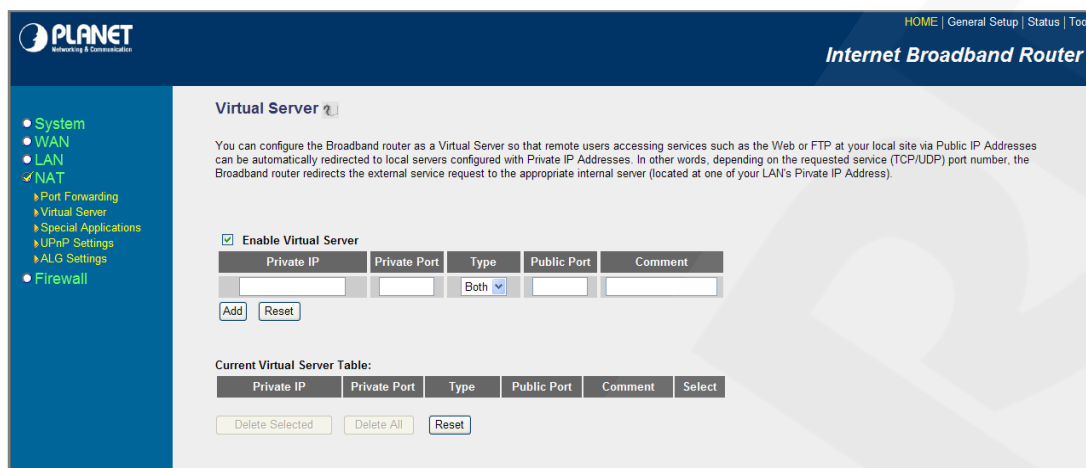 PLANET
Networking & Communication
HOME | General Setup | Status | Too
Internet Broadband Router
System
WAN
LAN
NAT
Port Forwarding
Virtual Server
Special Applications
UPnP Settings
ALG Settings
Firewall
Virtual Server
You can configure the Broadband router as a Virtual Server so that remote users accessing services such as the Web or FTP at your local site via Public IP Addresses
can be automatically redirected to local servers configured with Private IP Addresses. In other words, depending on the requested service (TCP/UDP) port number, the
Broadband router redirects the external service request to the appropriate internal server (located at one of your LAN's Pivate IP Address).
Enable Virtual Server
Private IP Private Port Type Public Port Comment
Both
Add Reset
Current Virtual Server Table:
Private IP Private Port Type Public Port Comment Select
Delete Selected Delete All Reset